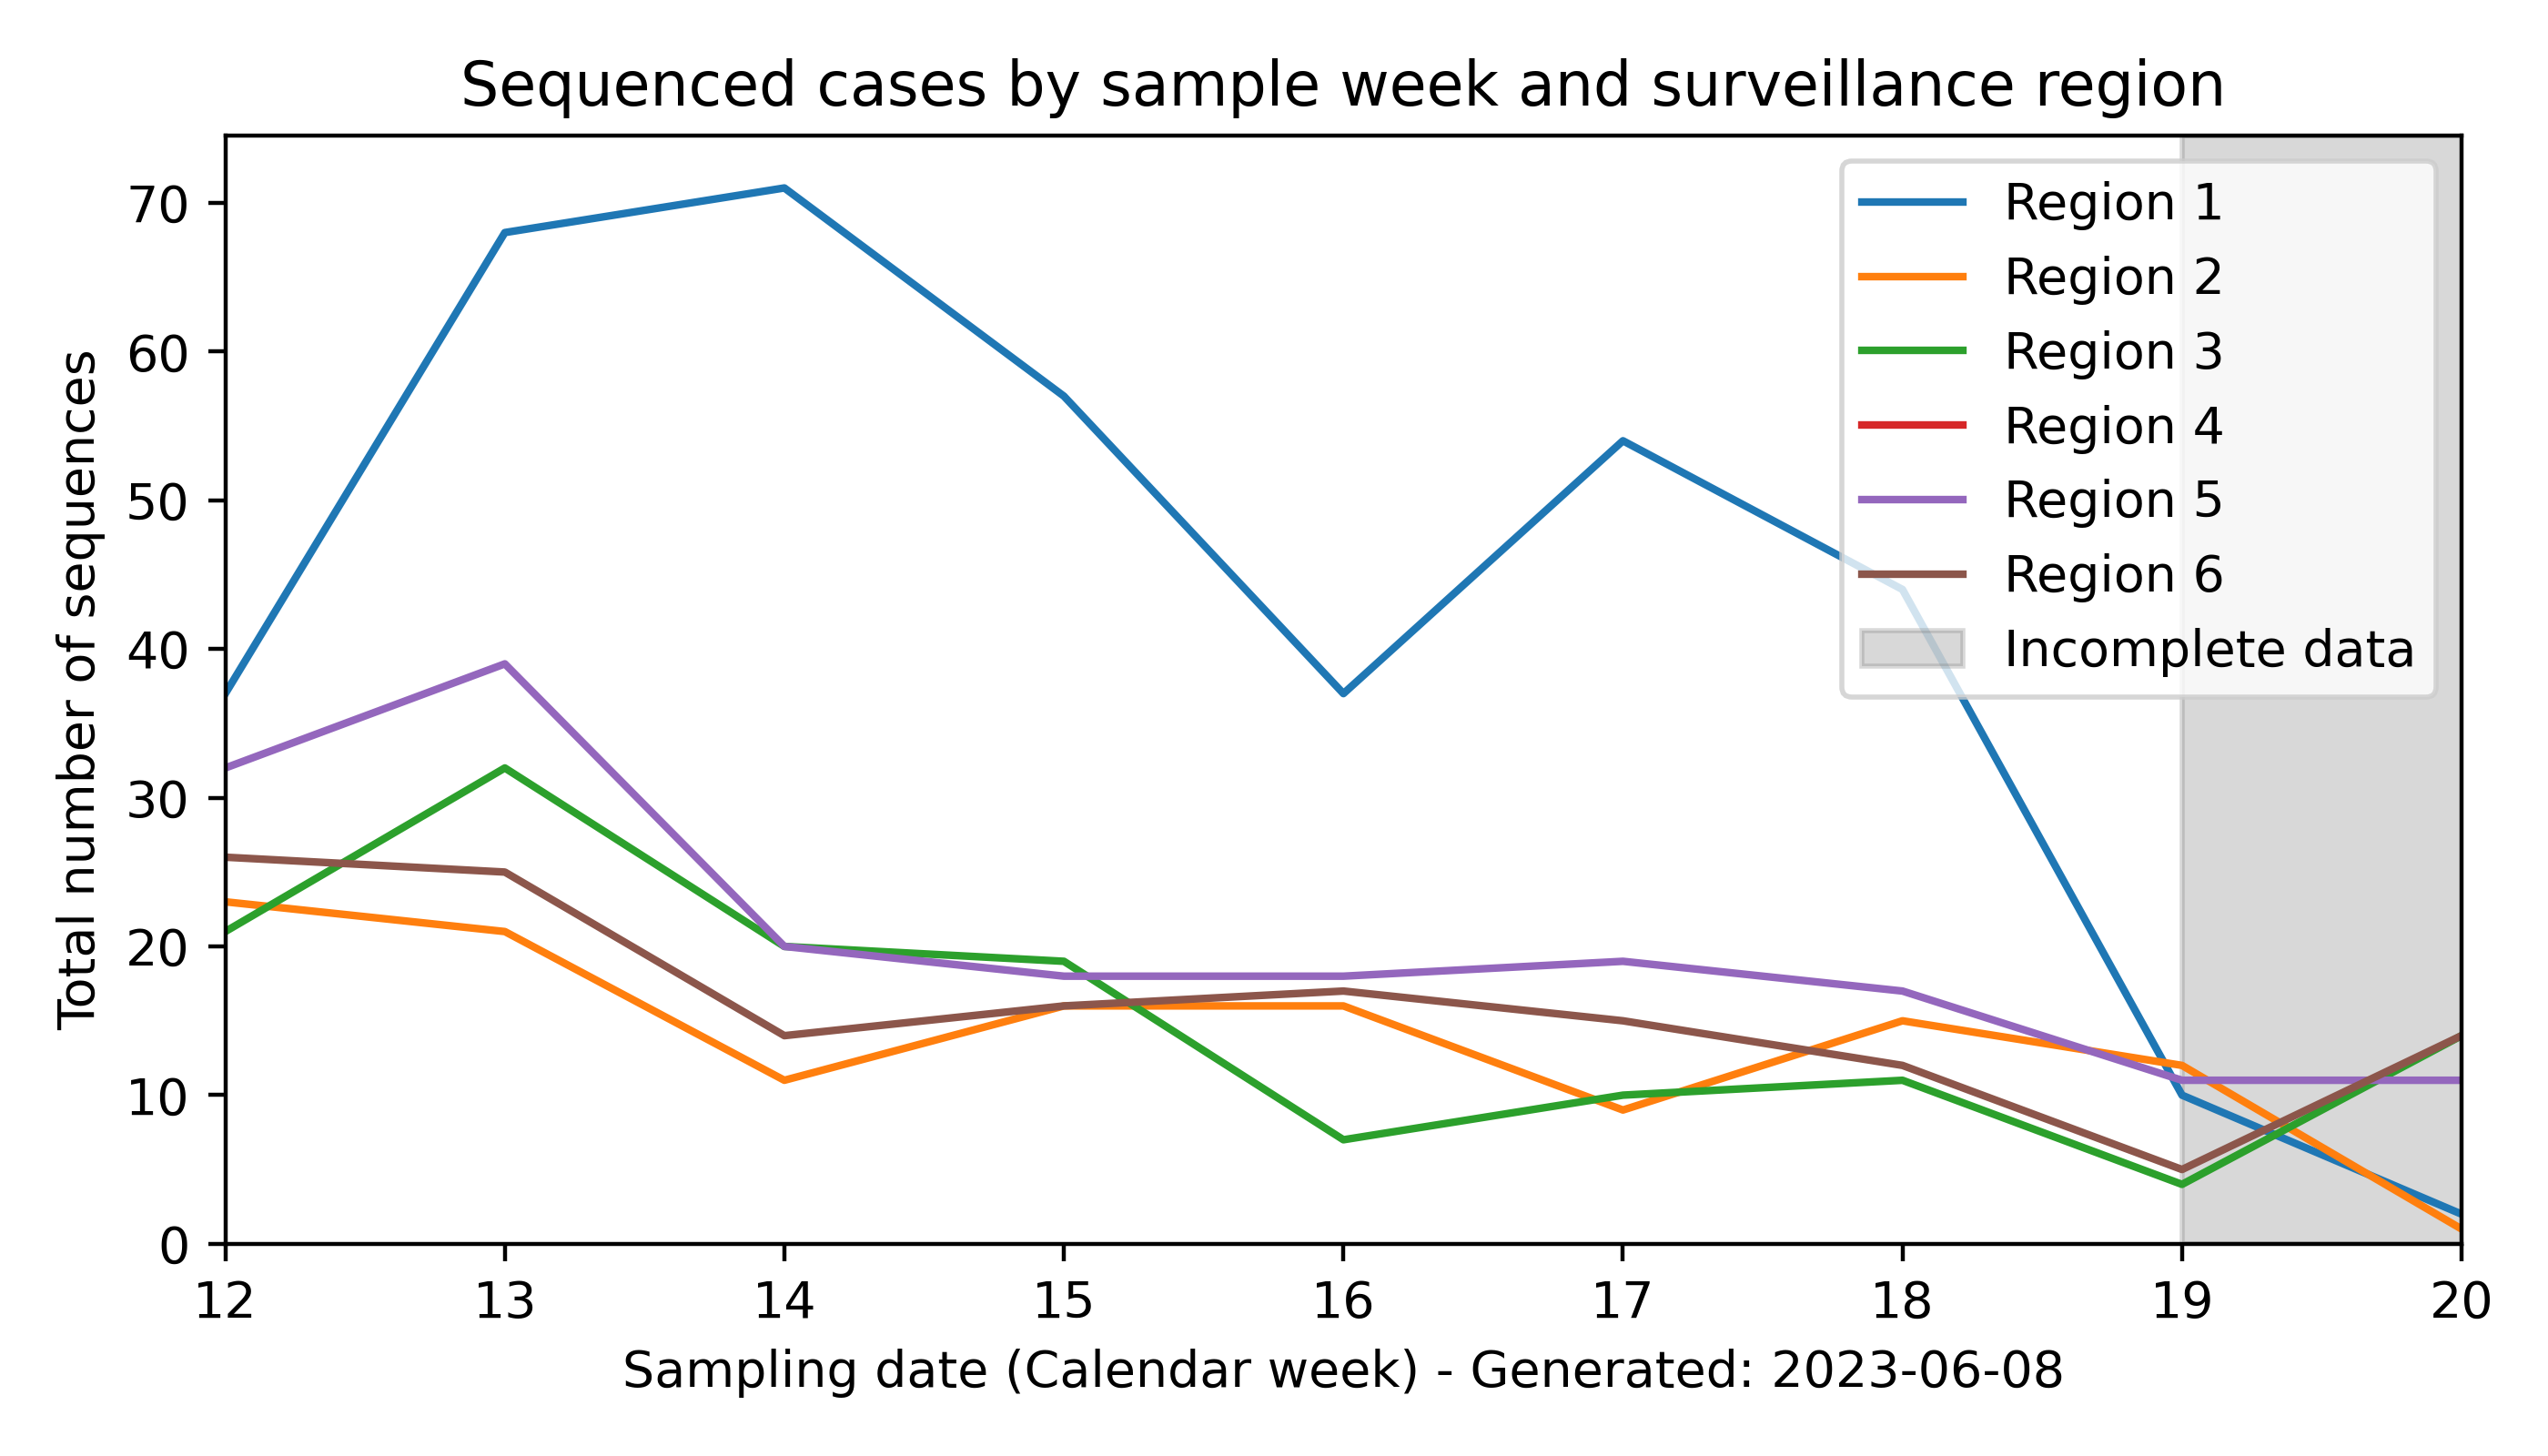 Sequenced cases by sample week and surveillance region
Total number of sequences
70
60
50
40
30
20
10
0
Region 1
Region 2
Region 3
Region 4
Region 5
Region 6
Incomplete data
12 13 14 15 16 17 18 19 20
Sampling date (Calendar week) - Generated: 2023-06-08